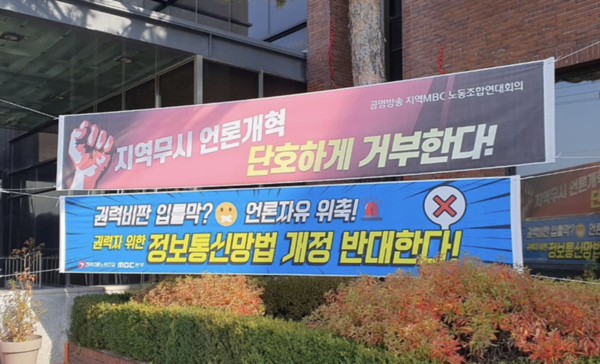 공영방송 지역MBC 노동조합연대회의
지역무시 언론개혁
단호하게 거부한다!
권력비판 입틀막? 언론자유 위축!
권력자 위한 정보통신망법 개정 반대한다!
MBC